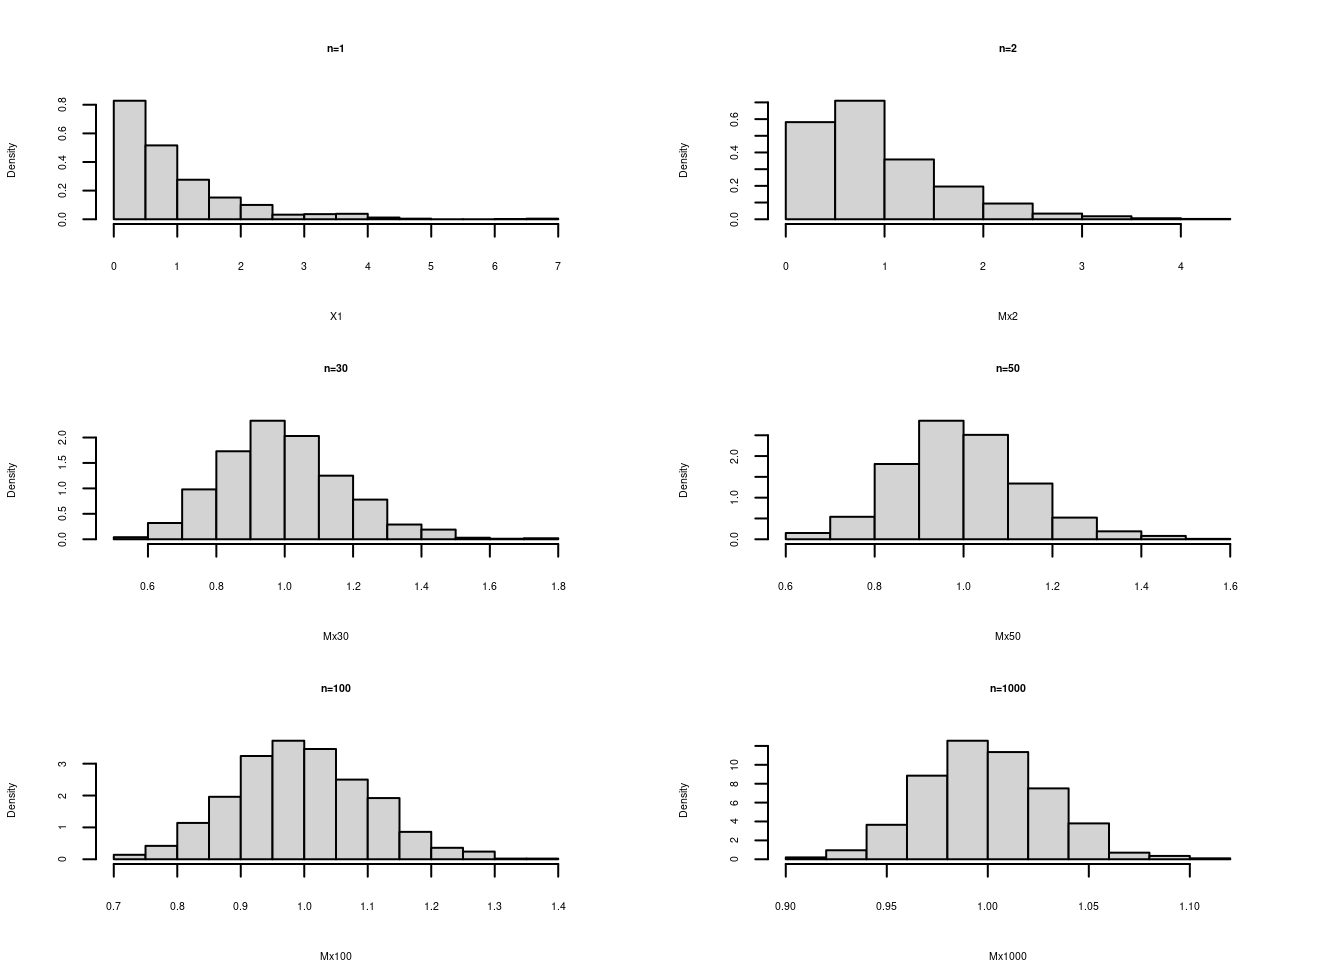 n=1
Density
0.0 0.2 0.4 0.6 0.8
0 1 2 3 4 5 6 7
X1
n=2
Density
0.0 0.2 0.4 0.6
0 1 2 3 4
Mx2
n=30
Density
0.0 0.5 1.0 1.5 2.0
0.6 0.8 1.0 1.2 1.4 1.6 1.8
Mx30
n=50
Density
0.0 1.0 2.0
0.6 0.8 1.0 1.2 1.4 1.6
Mx50
n=100
Density
0 1 2 3
0.7 0.8 0.9 1.0 1.1 1.2 1.3 1.4
Mx100
n=1000
Density
0 2 4 6 8 10
0.90 0.95 1.00 1.05 1.10
Mx1000